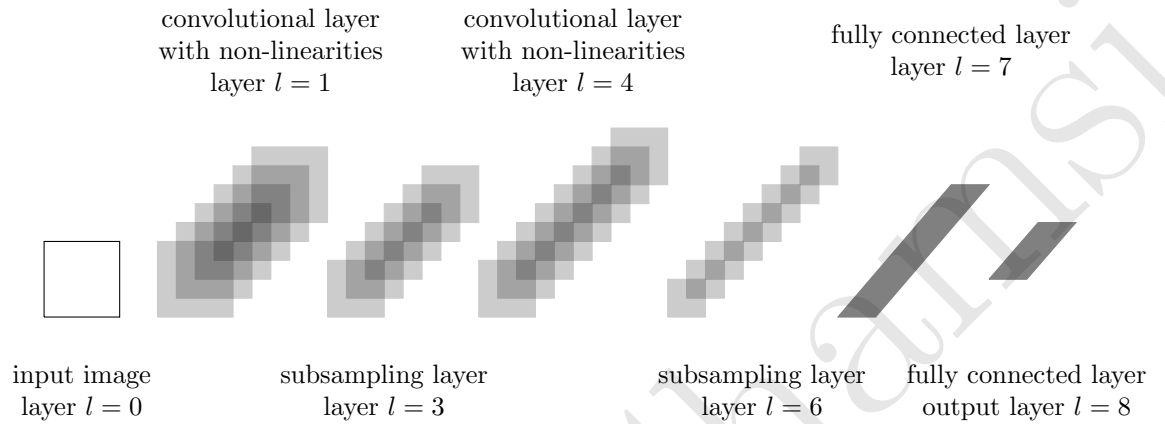 convolutional layer
with non-linearities
layer l = 1
convolutional layer
with non-linearities
layer l = 4
fully connected layer
layer l = 7
input image
layer l = 0
subsampling layer
layer l = 3
subsampling layer
layer l = 6
fully connected layer
output layer l = 8